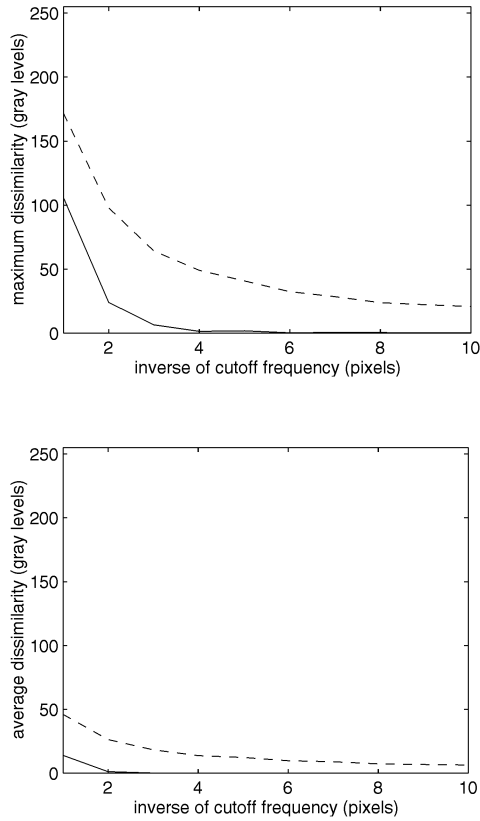 250
200
150
100
50
0
maximum dissimilarity (gray levels)
2 4 6 8 10
inverse of cutoff frequency (pixels)
250
200
150
100
50
0
average dissimilarity (gray levels)
2 4 6 8 10
inverse of cutoff frequency (pixels)